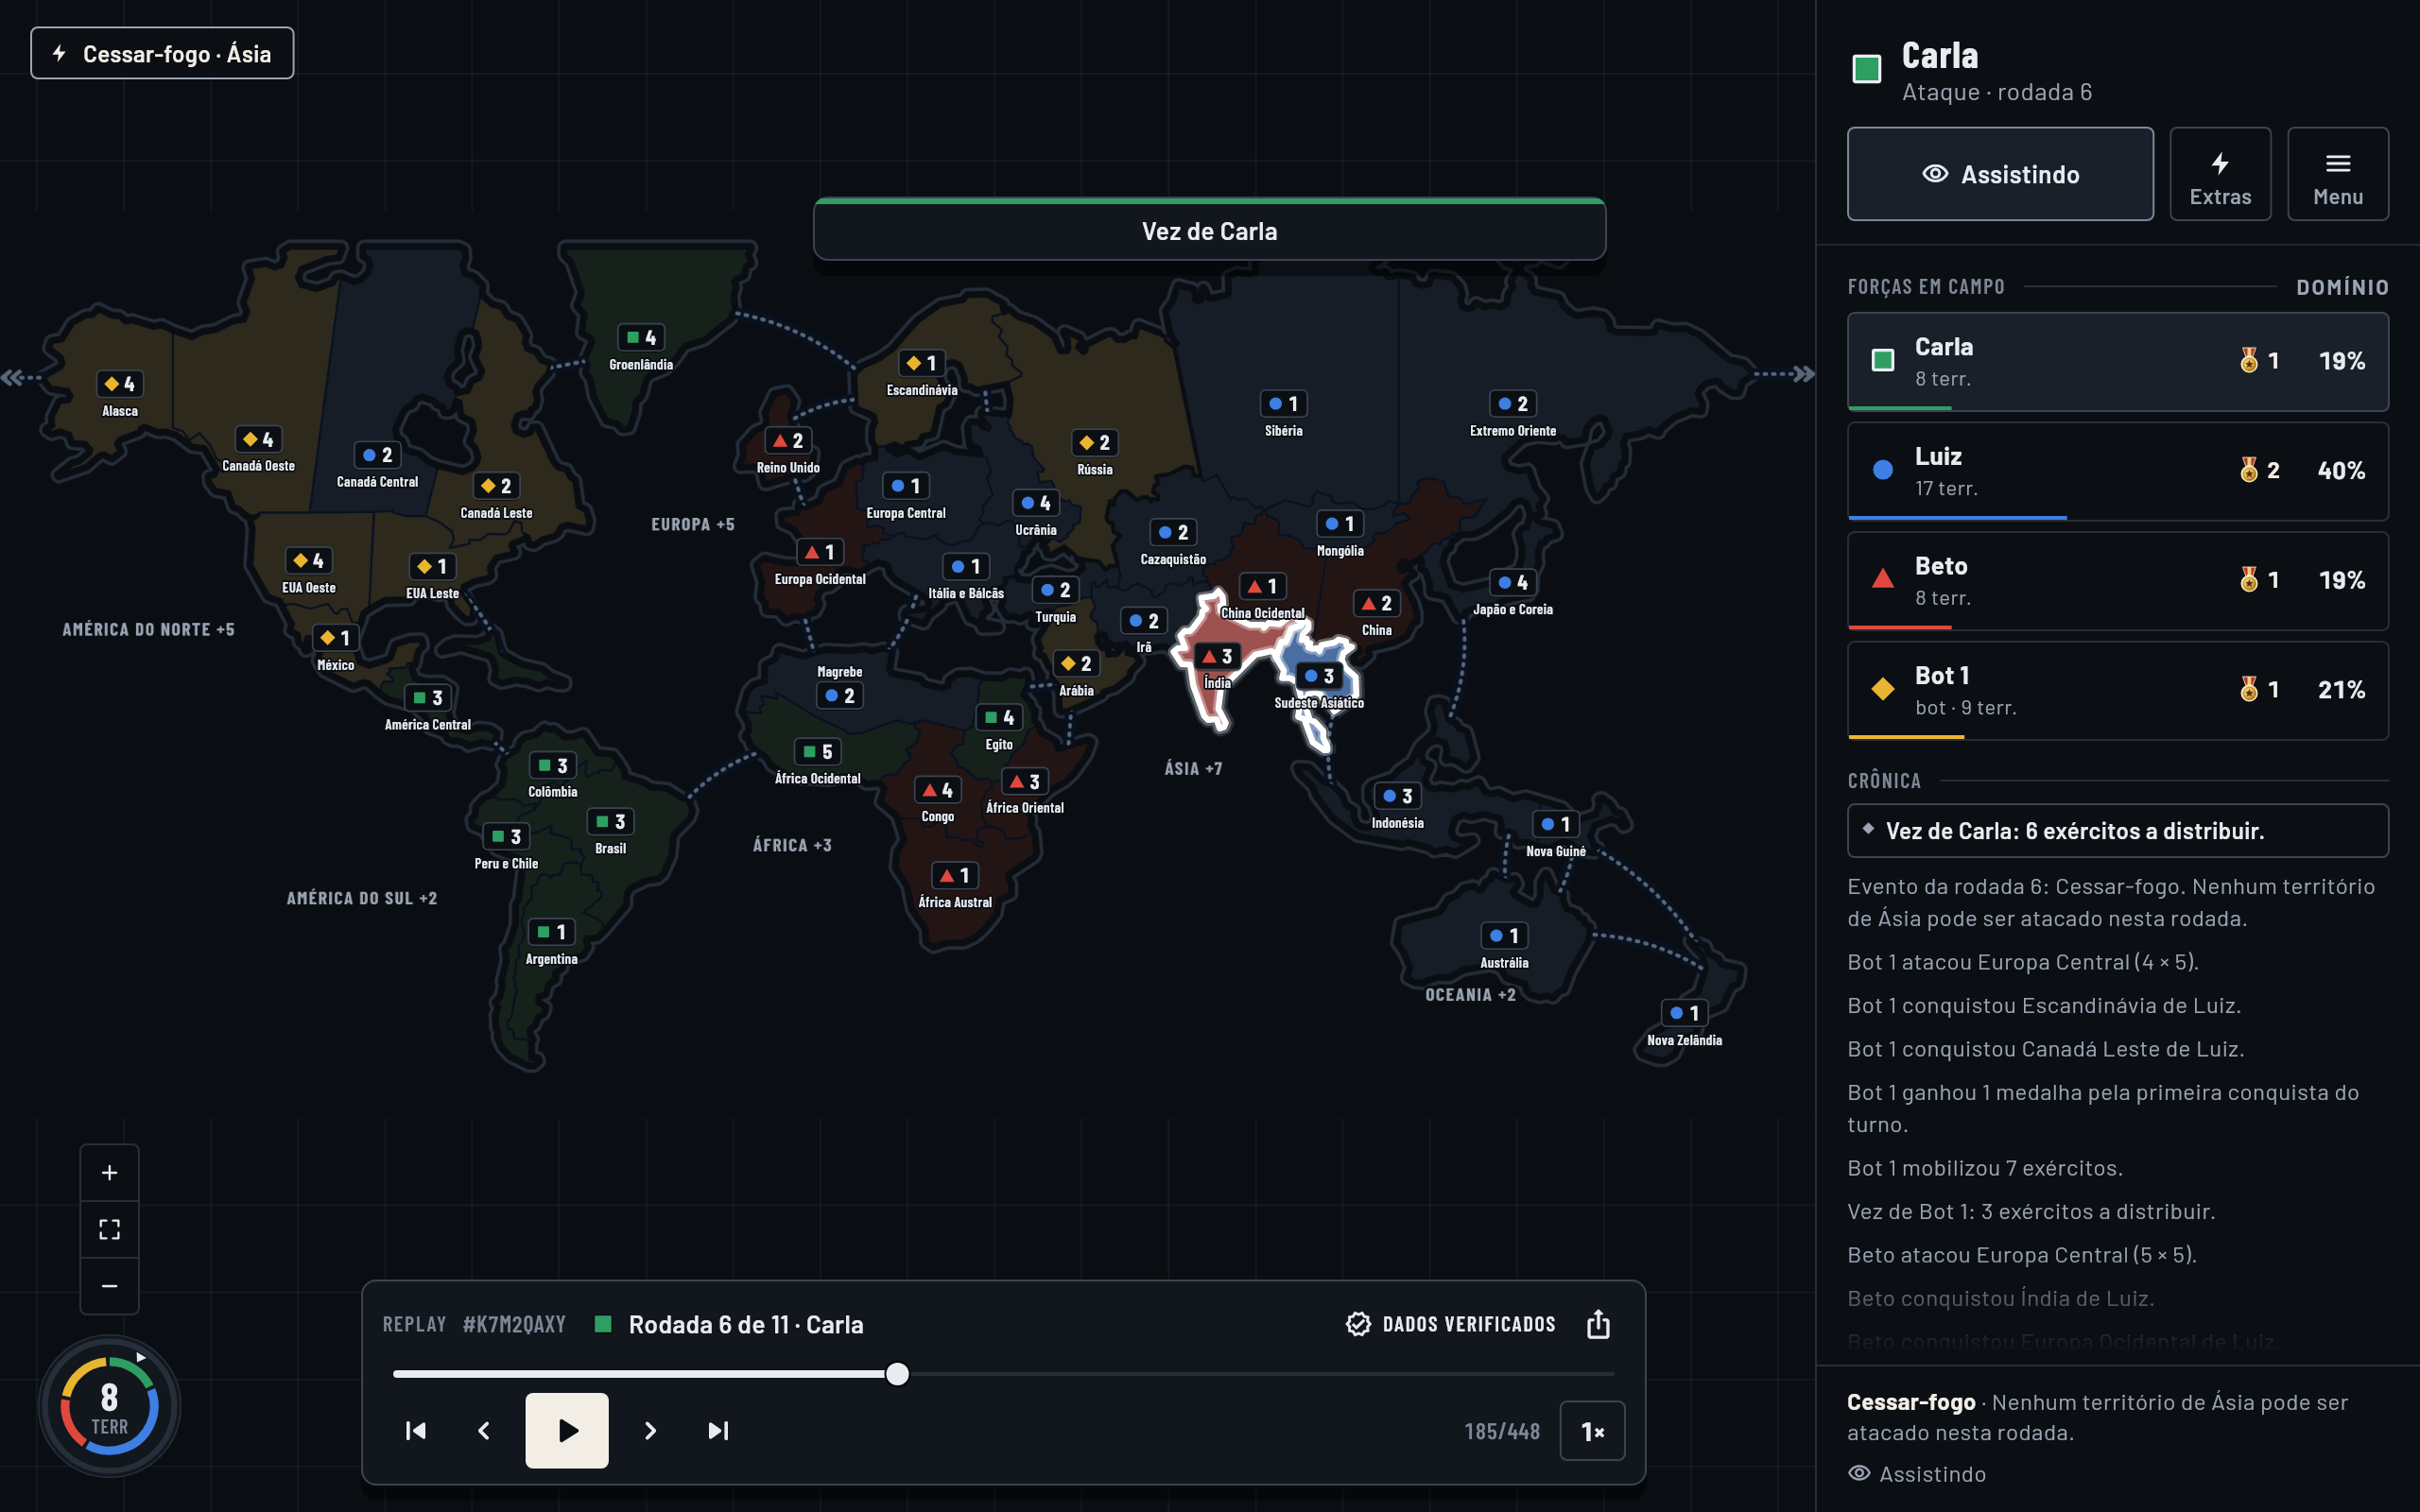 Cessar-fogo · Ásia
Vez de Carla
4
Groenlândia
1
Escandinávia
4
Alasca
4
Canadá Oeste
2
Canadá Central
2
Canadá Leste
2
Reino Unido
2
Rússia
1
Sibéria
2
Extremo Oriente
1
Europa Central
4
Ucrânia
EUROPA +5
2
Cazaquistão
1
Mongólia
4
EUA Oeste
1
EUA Leste
1
Europa Ocidental
1
Itália e Bálcãs
2
Turquia
1
China Ocidental
2
China
4
Japão e Coreia
AMÉRICA DO NORTE +5
1
México
2
Irã
2
Arábia
3
Índia
3
Sudeste Asiático
3
América Central
Magrebe
2
4
Egito
5
África Ocidental
ÁSIA +7
3
Colômbia
4
Congo
3
África Oriental
3
Indonésia
3
Peru e Chile
3
Brasil
ÁFRICA +3
1
Nova Guiné
AMÉRICA DO SUL +2
1
África Austral
1
Argentina
1
Austrália
OCEANIA +2
1
Nova Zelândia
+
−
8
TERR
REPLAY #K7M2QAXY Rodada 6 de 11 · Carla
DADOS VERIFICADOS
185/448
1×
Carla
Ataque · rodada 6
Assistindo
Extras
Menu
FORÇAS EM CAMPO
DOMÍNIO
Carla
8 terr.
1
19%
Luiz
17 terr.
2
40%
Beto
8 terr.
1
19%
Bot 1
bot · 9 terr.
1
21%
CRÔNICA
Vez de Carla: 6 exércitos a distribuir.
Evento da rodada 6: Cessar-fogo. Nenhum território
de Ásia pode ser atacado nesta rodada.
Bot 1 atacou Europa Central (4 × 5).
Bot 1 conquistou Escandinávia de Luiz.
Bot 1 conquistou Canadá Leste de Luiz.
Bot 1 ganhou 1 medalha pela primeira conquista do
turno.
Bot 1 mobilizou 7 exércitos.
Vez de Bot 1: 3 exércitos a distribuir.
Beto atacou Europa Central (5 × 5).
Beto conquistou Índia de Luiz.
Beto conquistou Europa Ocidental de Luiz.
Cessar-fogo · Nenhum território de Ásia pode ser
atacado nesta rodada.
Assistindo